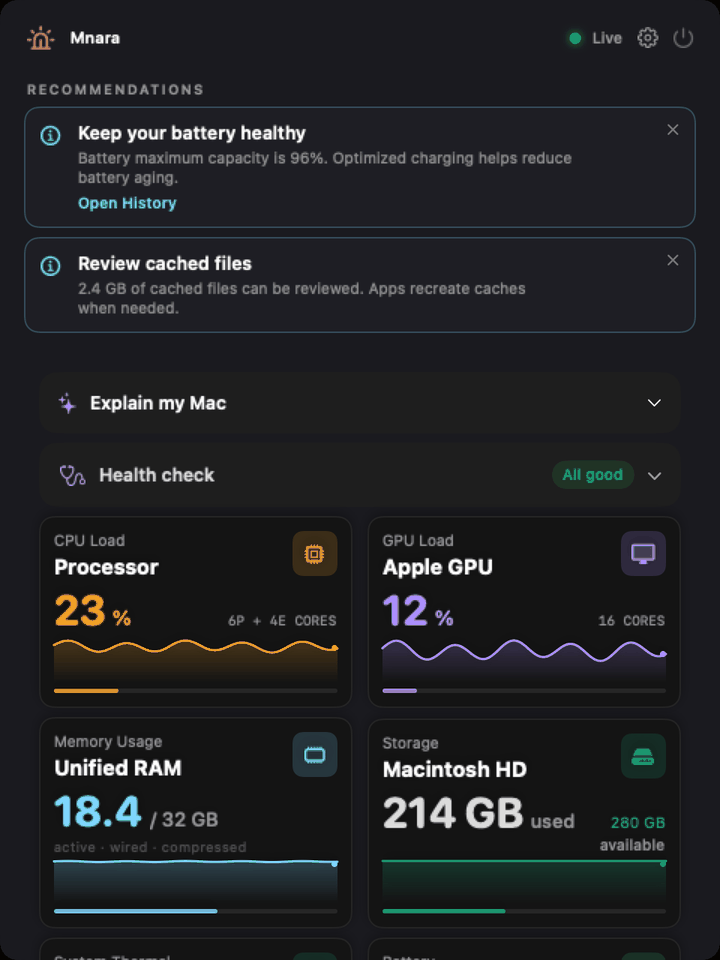 Mnara
Live
RECOMMENDATIONS
Keep your battery healthy
Battery maximum capacity is 96%. Optimized charging helps reduce
battery aging.
Open History
Review cached files
2.4 GB of cached files can be reviewed. Apps recreate caches
when needed.
Explain my Mac
Health check
All good
CPU Load
Processor
23 %
6P + 4E CORES
GPU Load
Apple GPU
12 %
16 CORES
Memory Usage
Unified RAM
18.4 / 32 GB
active · wired · compressed
Storage
Macintosh HD
214 GB used
280 GB
available
System Thermal
Battery